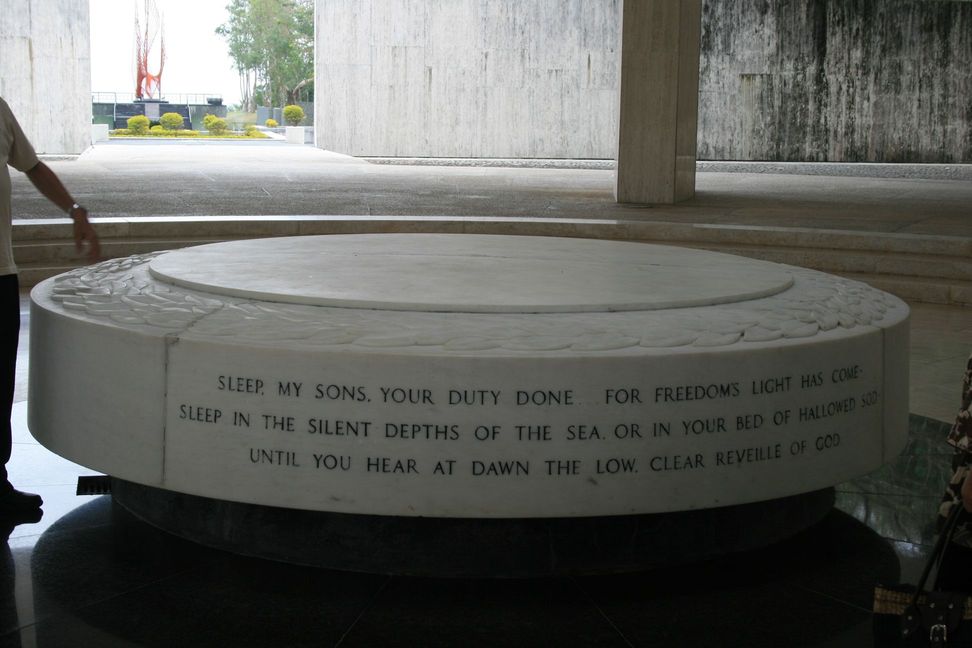 SLEEP, MY SONS, YOUR DUTY DONE ... FOR FREEDOM'S LIGHT HAS COME-
SLEEP IN THE SILENT DEPTHS OF THE SEA, OR IN YOUR BED OF HALLOWED SOD
UNTIL YOU HEAR AT DAWN THE LOW, CLEAR REVEILLE OF GOD